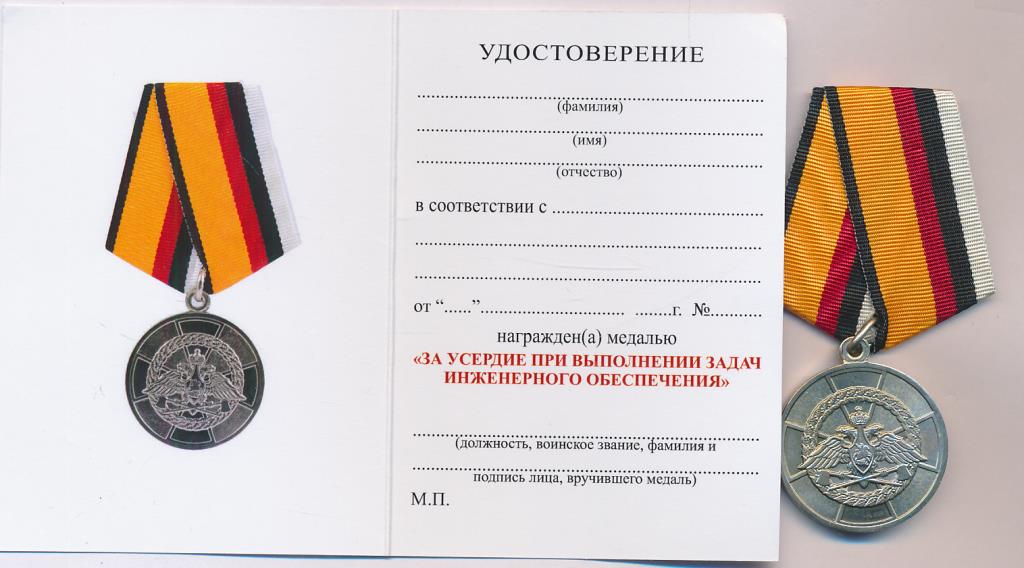 УДОСТОВЕРЕНИЕ
(фамилия)
(имя)
(отчество)
в соответствии с ........................................
от “......”.............................. ........г. №...........
награжден(а) медалью
«ЗА УСЕРДИЕ ПРИ ВЫПОЛНЕНИИ ЗАДАЧ
ИНЖЕНЕРНОГО ОБЕСПЕЧЕНИЯ»
(должность, воинское звание, фамилия и
подпись лица, вручившего медаль)
М.П.